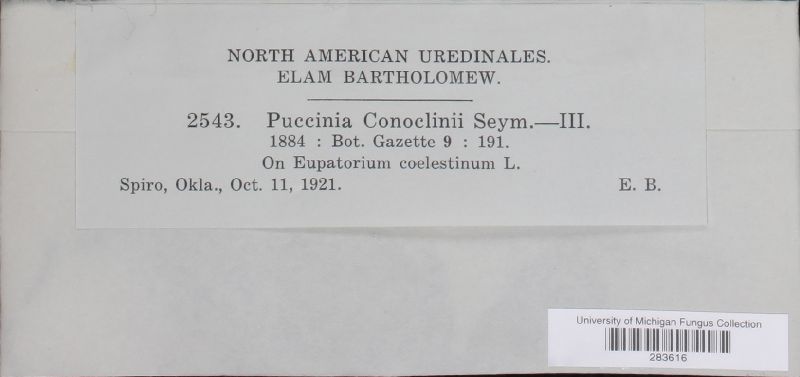 NORTH AMERICAN UREDINALES.
ELAM BARTHOLOMEW.
2543. Puccinia Conoclinii Seym.—III.
1884 : Bot. Gazette 9 : 191.
On Eupatorium coelestinum L.
Spiro, Okla., Oct. 11, 1921. E. B.
University of Michigan Fungus Collection
283616